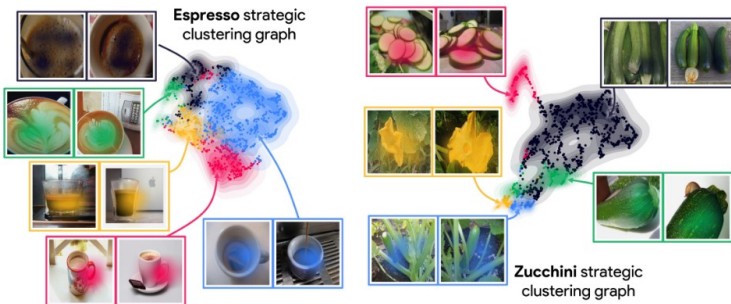 Espresso strategic
clustering graph
Zucchini strategic
clustering graph